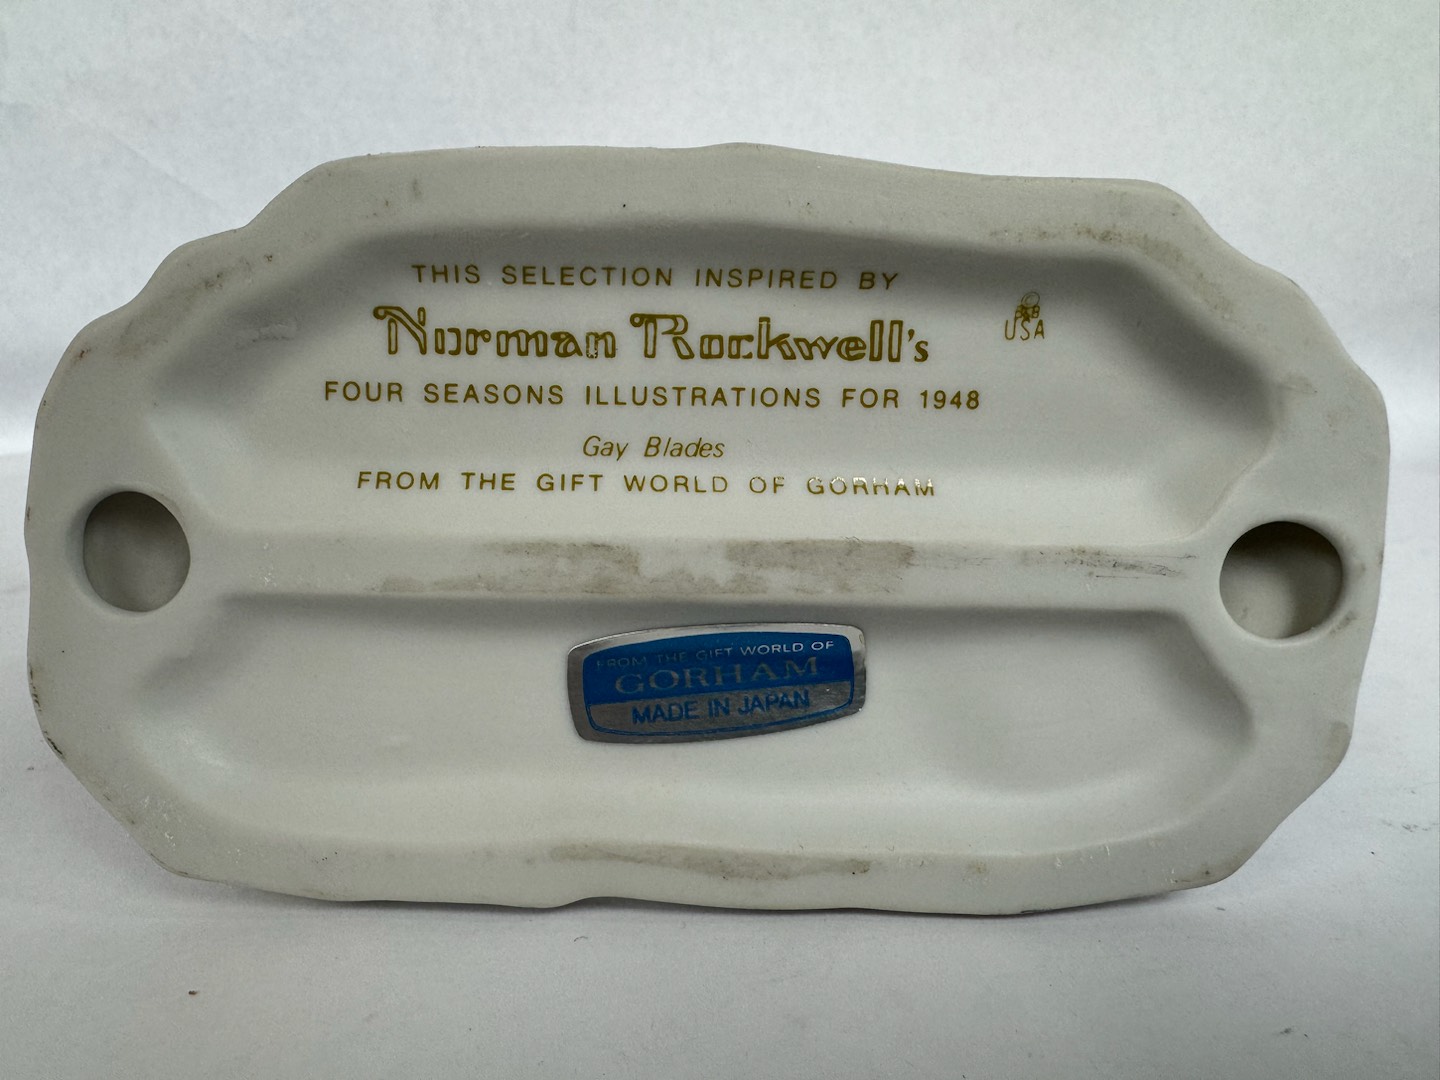 THIS SELECTION INSPIRED BY
Norman Rockwell's
USA
FOUR SEASONS ILLUSTRATIONS FOR 1948
Gay Blades
FROM THE GIFT WORLD OF GORHAM
FROM THE GIFT WORLD OF
GORHAM
MADE IN JAPAN